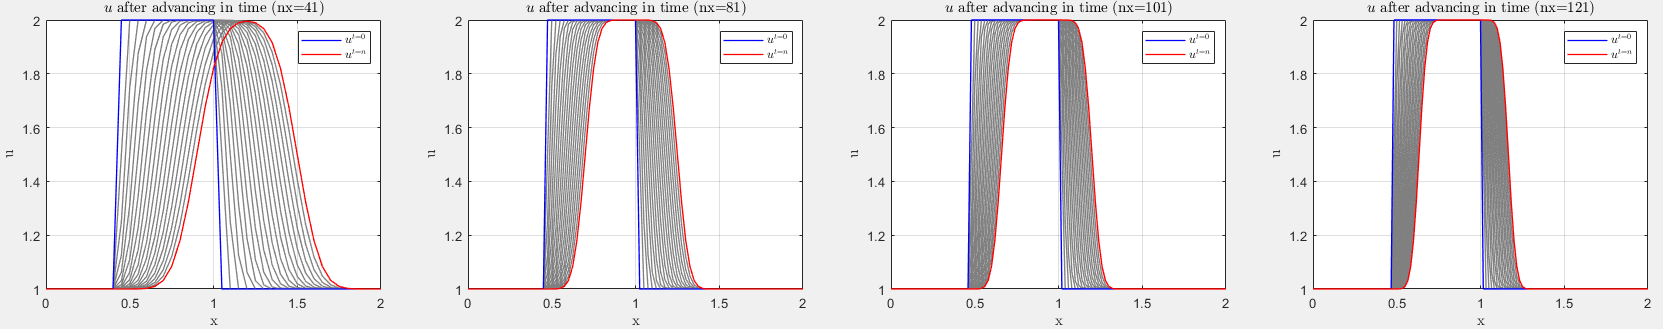 u after advancing in time (nx=41)
2
1.8
1.6
1.4
1.2
1
u
0
0.5
1
1.5
2
x
u^{t=0}
u^{t=n}
u after advancing in time (nx=81)
2
1.8
1.6
1.4
1.2
1
u
0
0.5
1
1.5
2
x
u^{t=0}
u^{t=n}
u after advancing in time (nx=101)
2
1.8
1.6
1.4
1.2
1
u
0
0.5
1
1.5
2
x
u^{t=0}
u^{t=n}
u after advancing in time (nx=121)
2
1.8
1.6
1.4
1.2
1
u
0
0.5
1
1.5
2
x
u^{t=0}
u^{t=n}